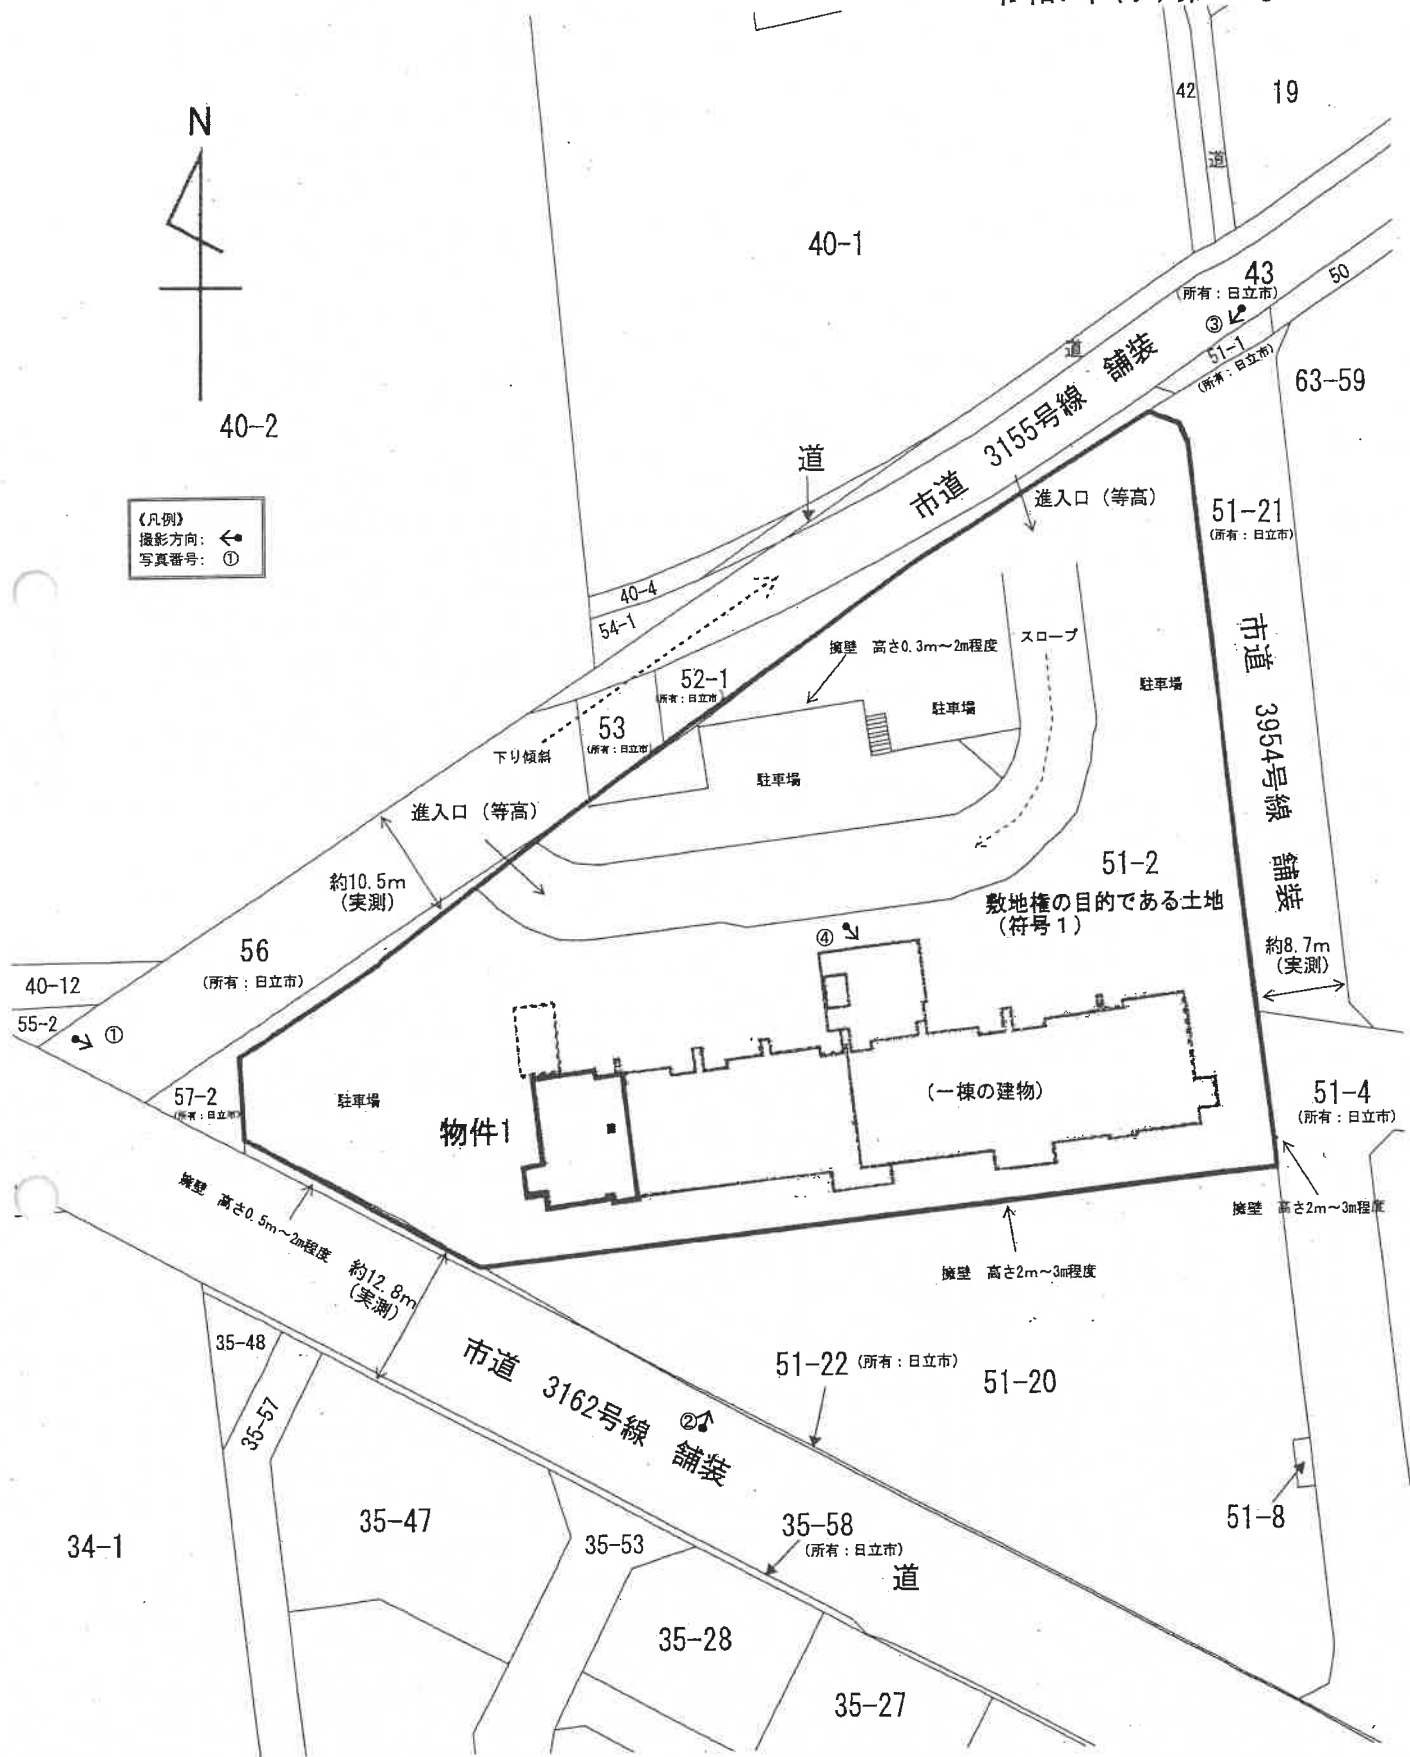 42
19
道
N
40-1
43
(所有：日立市)
50
③
道
51-1
(所有：日立市)
63-59
市道　3155号線　舗装
40-2
道
進入口（等高）
51-21
(所有：日立市)
《凡例》
撮影方向：
写真番号：　①
40-4
54-1
擁壁　高さ0.3m～2m程度
スロープ
市道　3954号線　舗装
52-1
(所有：日立市)
駐車場
駐車場
53
(所有：日立市)
下り傾斜
駐車場
進入口（等高）
51-2
敷地権の目的である土地
（符号１）
約10.5m
(実測)
④
56
(所有：日立市)
約8.7m
(実測)
40-12
55-2
①
57-2
(所有：日立市)
駐車場
物件1
(一棟の建物)
51-4
(所有：日立市)
擁壁　高さ0.5m～2m程度
擁壁　高さ2m～3m程度
擁壁　高さ2m～3m程度
約12.8m
(実測)
35-48
市道　3162号線　舗装
51-22 (所有：日立市)
51-20
35-57
②
35-47
35-58
(所有：日立市)
51-8
34-1
35-53
道
35-28
35-27